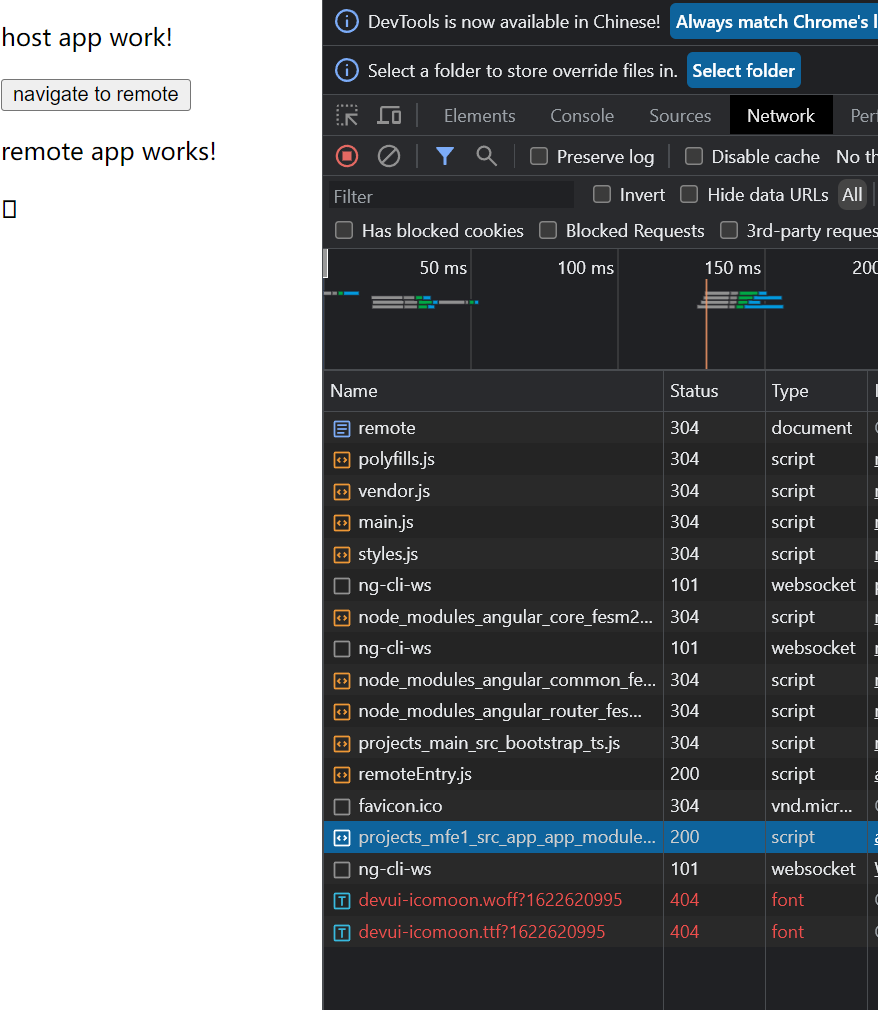 host app work!
navigate to remote
remote app works!
DevTools is now available in Chinese! Always match Chrome's l
Select a folder to store override files in. Select folder
Elements Console Sources Network Per
Preserve log Disable cache No th
Filter Invert Hide data URLs All
Has blocked cookies Blocked Requests 3rd-party reques
50 ms 100 ms 150 ms 200
Name Status Type
remote 304 document
polyfills.js 304 script
vendor.js 304 script
main.js 304 script
styles.js 304 script
ng-cli-ws 101 websocket
node_modules_angular_core_fesm2... 304 script
ng-cli-ws 101 websocket
node_modules_angular_common_fe... 304 script
node_modules_angular_router_fes... 304 script
projects_main_src_bootstrap_ts.js 304 script
remoteEntry.js 200 script
favicon.ico 304 vnd.micr...
projects_mfe1_src_app_app_module... 200 script
ng-cli-ws 101 websocket
devui-icomoon.woff?1622620995 404 font
devui-icomoon.ttf?1622620995 404 font